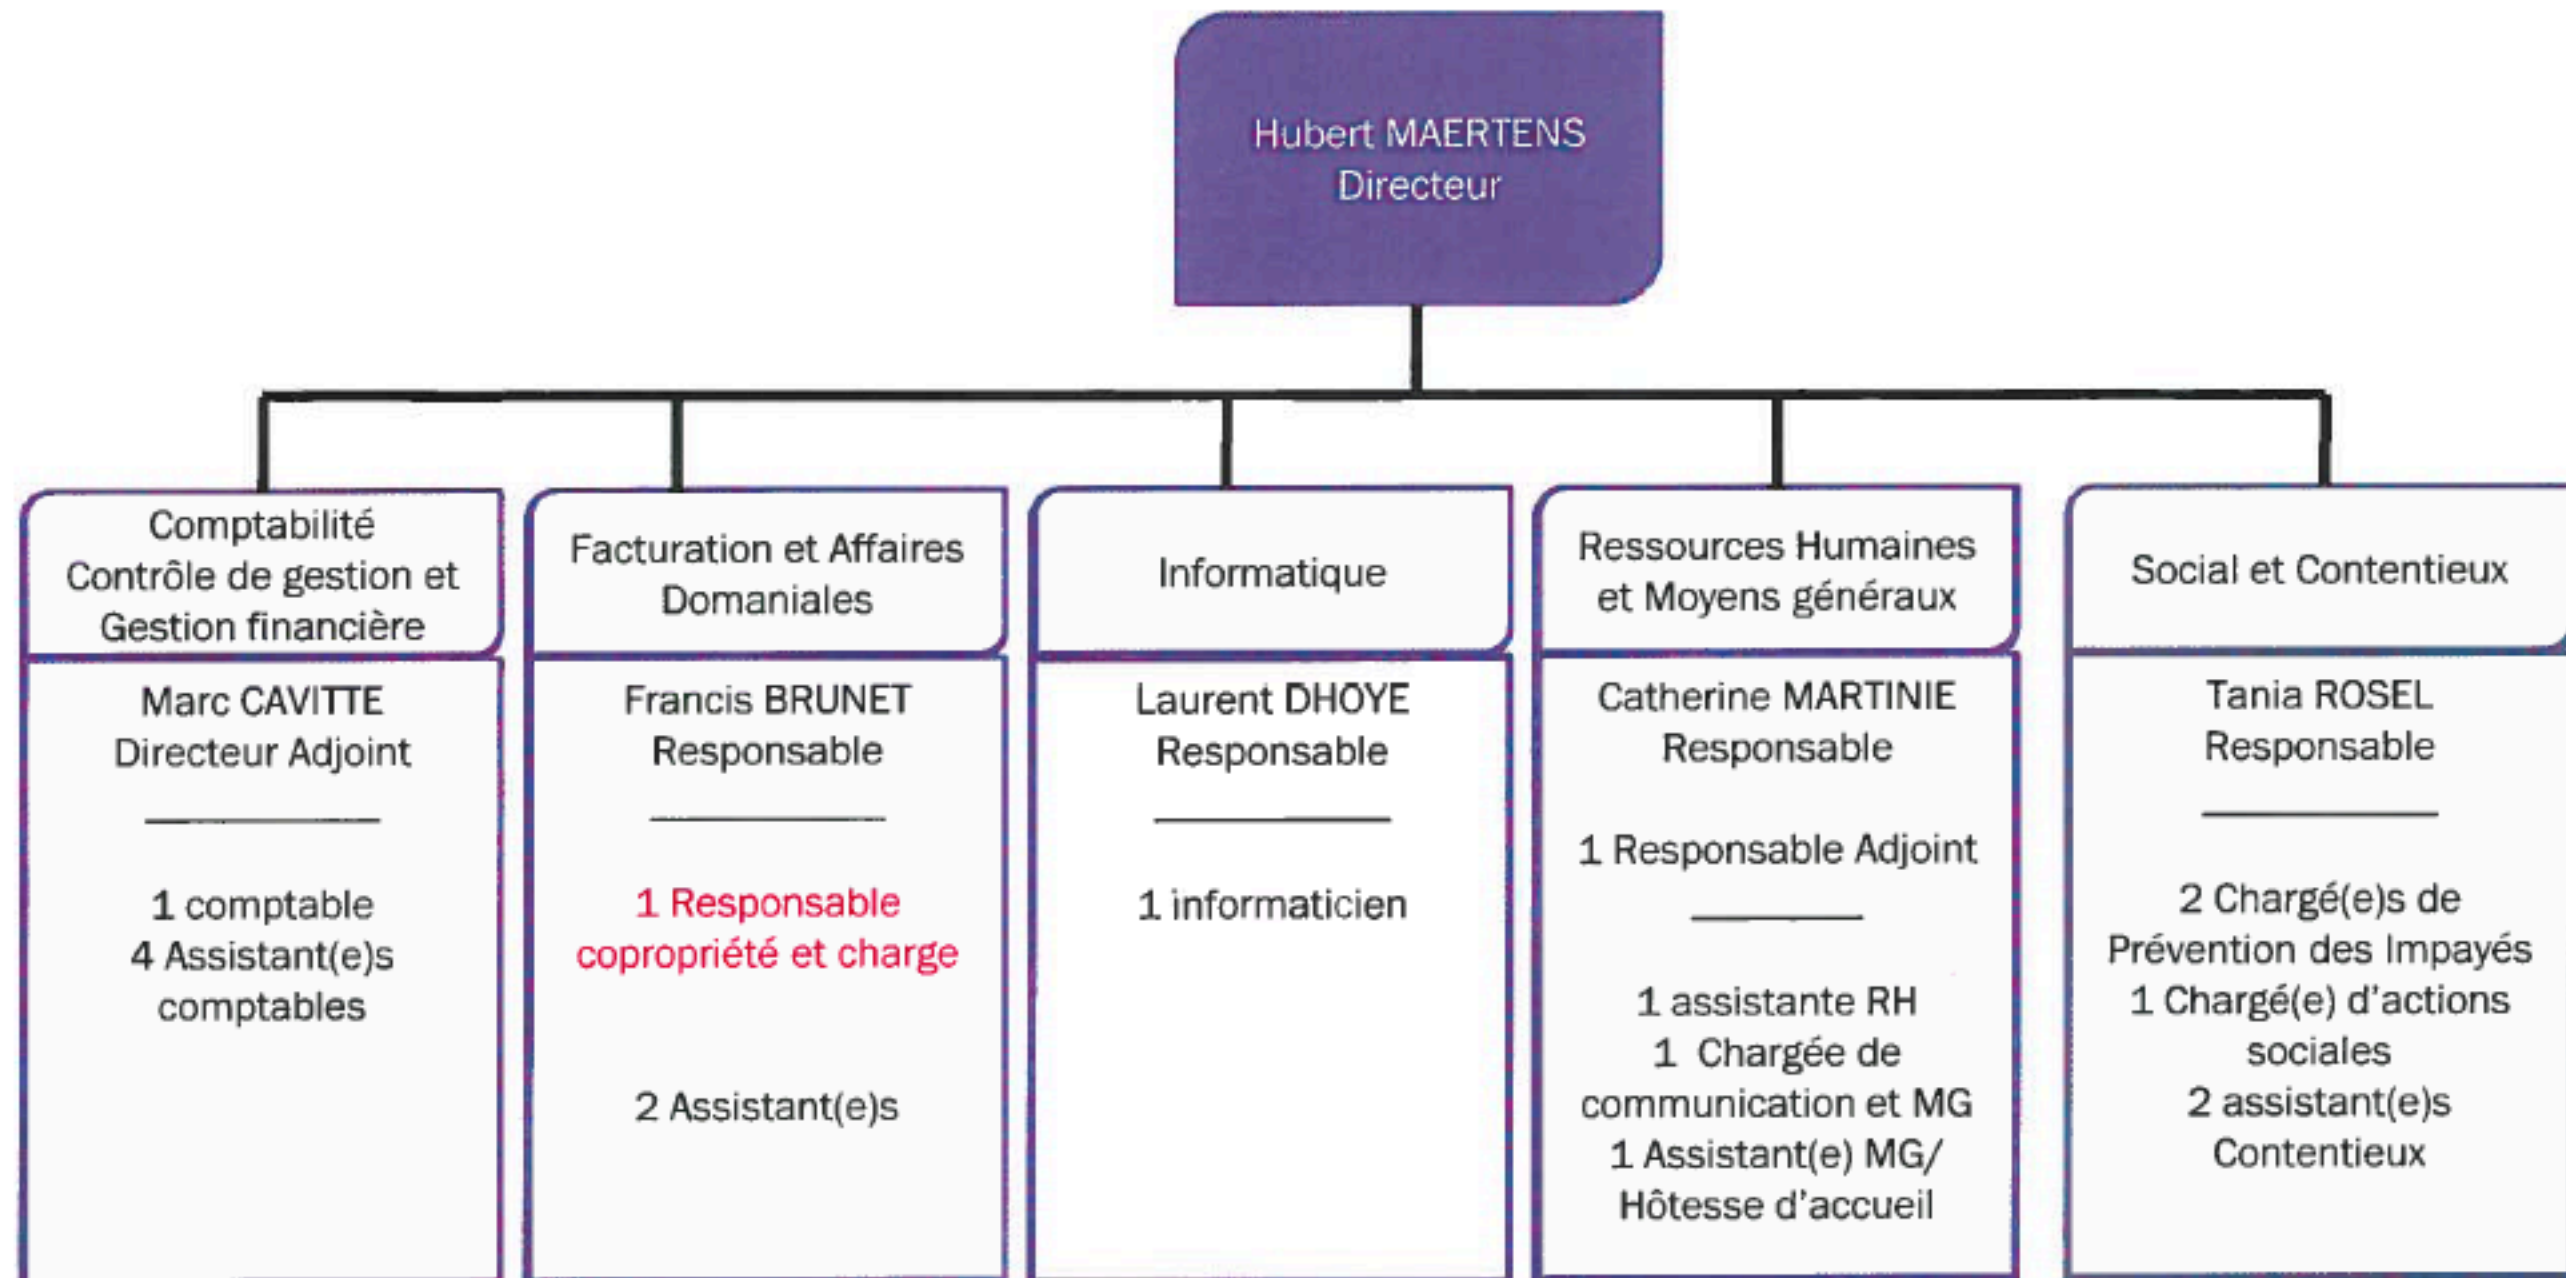 Hubert MAERTENS
Directeur
Comptabilité
Contrôle de gestion et
Gestion financière
Marc CAVITTE
Directeur Adjoint
1 comptable
4 Assistant(e)s
comptables
Facturation et Affaires
Domaniales
Francis BRUNET
Responsable
1 Responsable
copropriété et charge
2 Assistant(e)s
Informatique
Laurent DHOYE
Responsable
1 informaticien
Ressources Humaines
et Moyens généraux
Catherine MARTINIE
Responsable
1 Responsable Adjoint
1 assistante RH
1 Chargée de
communication et MG
1 Assistant(e) MG/
Hôtesse d'accueil
Social et Contentieux
Tania ROSEL
Responsable
2 Chargé(e)s de
Prévention des Impayés
1 Chargé(e) d'actions
sociales
2 assistant(e)s
Contentieux